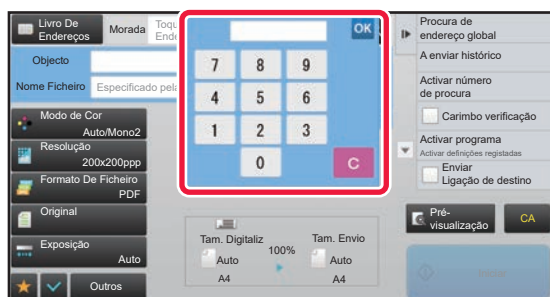 Livro De
Endereços
Morada
Toqu
Ende
OK
Procura de
endereço global
Objecto
A enviar histórico
Nome Ficheiro
Especificado pela
7 8 9
Activar número
de procura
4 5 6
Modo de Cor
Auto/Mono2
Carimbo verificação
1 2 3
Resolução
200x200ppp
Activar programa
Activar definições registadas
0 C
Enviar
Ligação de destino
Formato De Ficheiro
PDF
Original
Pré-
visualização
CA
Exposição
Auto
Tam. Digitaliz
100%
Tam. Envio
Auto
Auto
A4
A4
Iniciar
Outros